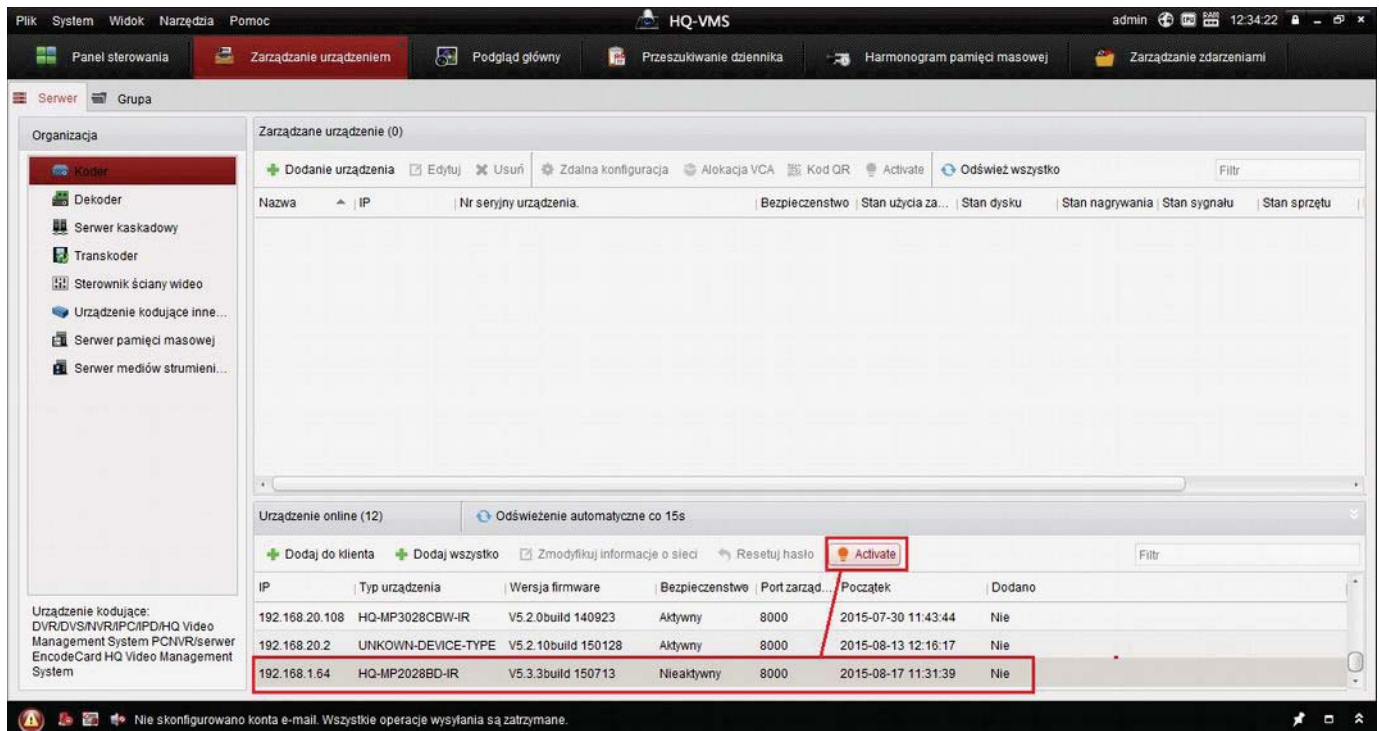 Plik System Widok Narzędzia Pomoc HQ-VMS admin CPU RAM 12:34:22
Panel sterowania Zarządzanie urządzeniem Podgląd główny Przeszukiwanie dziennika Harmonogram pamięci masowej Zarządzanie zdarzeniami
Serwer Grupa
Organizacja
Koder
Dekoder
Serwer kaskadowy
Transkoder
Sterownik ściany wideo
Urządzenie kodujące inne...
Serwer pamięci masowej
Serwer mediów strumieni...
Urządzenie kodujące:
DVR/DVS/NVR/IPC/IPD/HQ Video
Management System PCNVR/serwer
EncodeCard HQ Video Management
System
Zarządzane urządzenie (0)
Dodanie urządzenia Edytuj Usuń Zdalna konfiguracja Alokacja VCA Kod QR Activate Odśwież wszystko Filtr
Nazwa IP Nr seryjny urządzenia. Bezpieczenstwo Stan użycia za... Stan dysku Stan nagrywania Stan sygnału Stan sprzętu
Urządzenie online (12) Odświeżenie automatyczne co 15s
Dodaj do klienta Dodaj wszystko Zmodyfikuj informacje o sieci Resetuj hasło Activate Filtr
IP Typ urządzenia Wersja firmware Bezpieczenstwo Port zarząd... Początek Dodano
192.168.20.108 HQ-MP3028CBW-IR V5.2.0build 140923 Aktywny 8000 2015-07-30 11:43:44 Nie
192.168.20.2 UNKOWN-DEVICE-TYPE V5.2.10build 150128 Aktywny 8000 2015-08-13 12:16:17 Nie
192.168.1.64 HQ-MP2028BD-IR V5.3.3build 150713 Nieaktywny 8000 2015-08-17 11:31:39 Nie
Nie skonfigurowano konta e-mail. Wszystkie operacje wysyłania są zatrzymane.